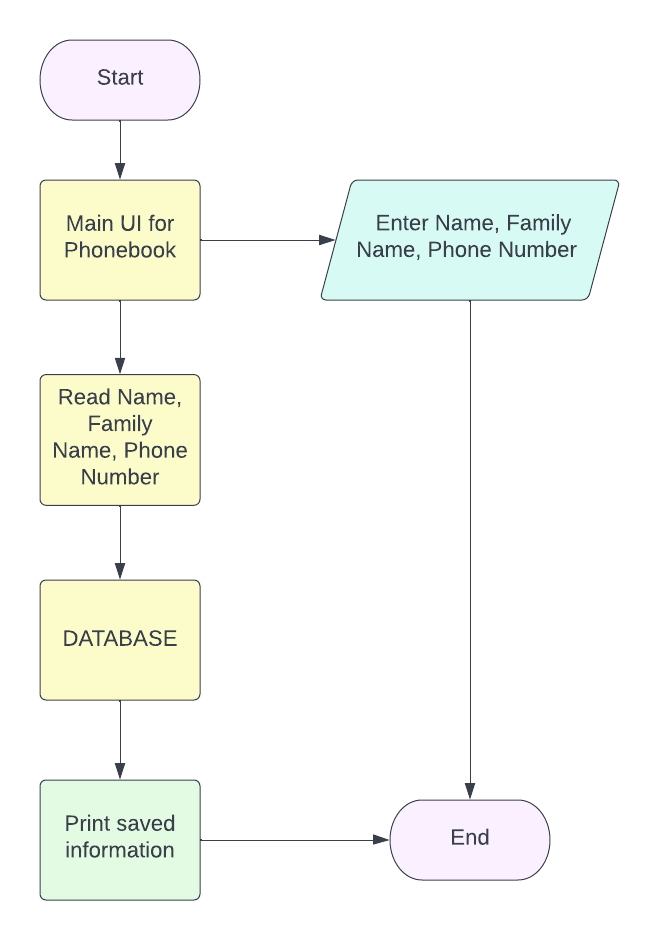 Start
Main UI for
Phonebook
Enter Name, Family
Name, Phone Number
Read Name,
Family
Name, Phone
Number
DATABASE
Print saved
information
End